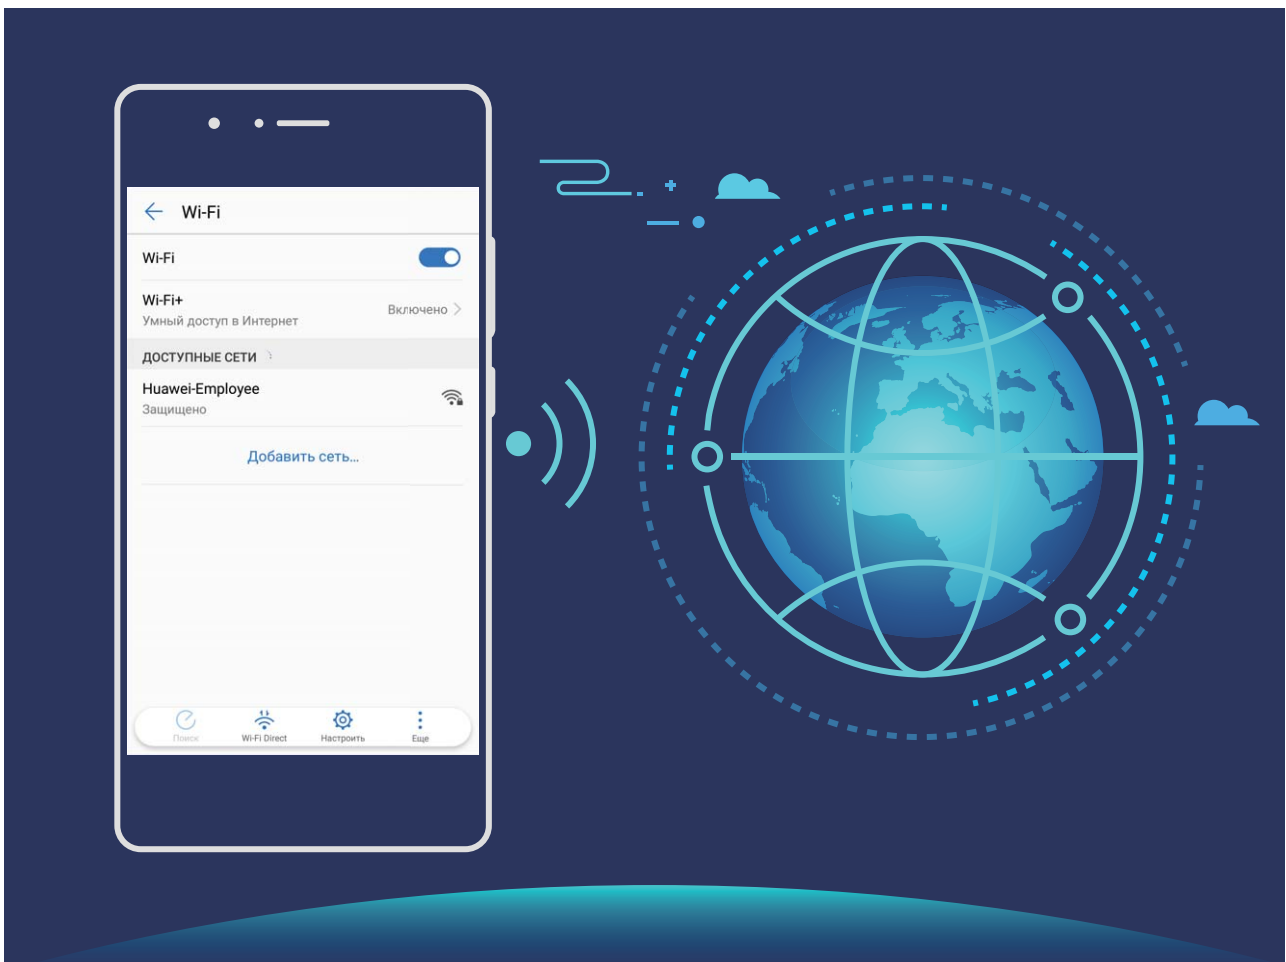 Wi-Fi
Wi-Fi
Wi-Fi+
Умный доступ в Интернет
Включено
ДОСТУПНЫЕ СЕТИ
Huawei-Employee
Защищено
Добавить сеть...
Поиск
Wi-Fi Direct
Настроить
Еще